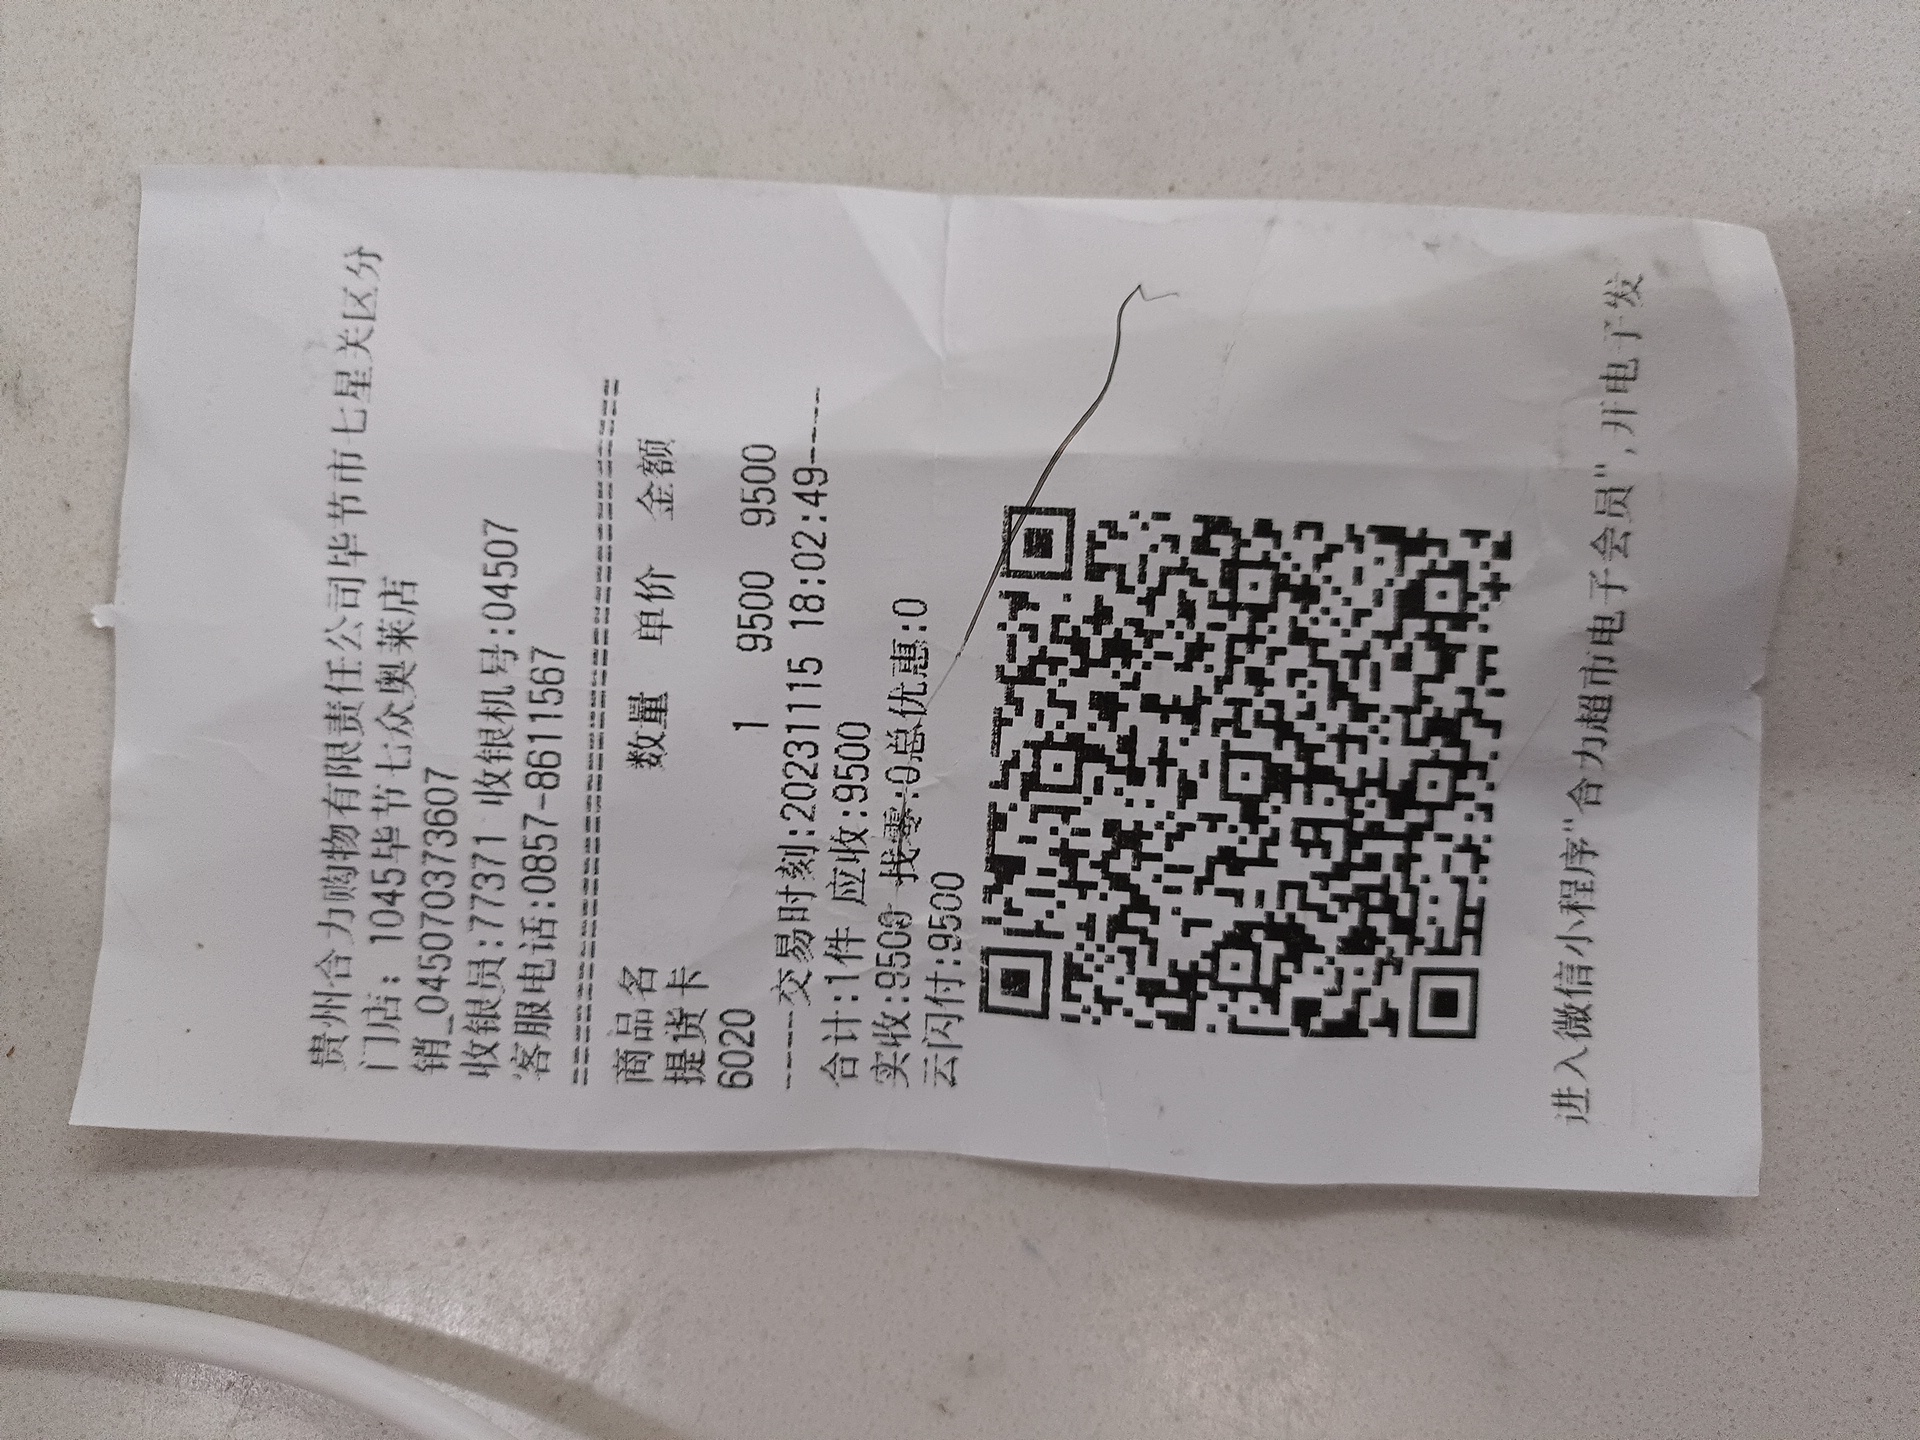 贵州合力购物有限责任公司毕节市七星关区分
门店: 1045毕节七众奥莱店
销_0450703736​07
收银员:77371 收银机号:04507
客服电话:0857-8611567
==========================================
商品名 数量 单价 金额
提货卡
6020 1 9500 9500
-----交易时刻:20231115 18:02:49-----
合计:1件 应收:9500
实收:9500 找零:0总优惠:0
云闪付:9500
进入微信小程序"合力超市电子会员",开电子发